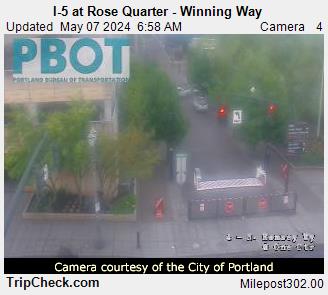 I-5 at Rose Quarter - Winning Way
Updated May 07 2024 6:58 AM Camera 4
PBOT
PORTLAND BUREAU OF TRANSPORTATION
Camera courtesy of the City of Portland
TripCheck.com Milepost302.00